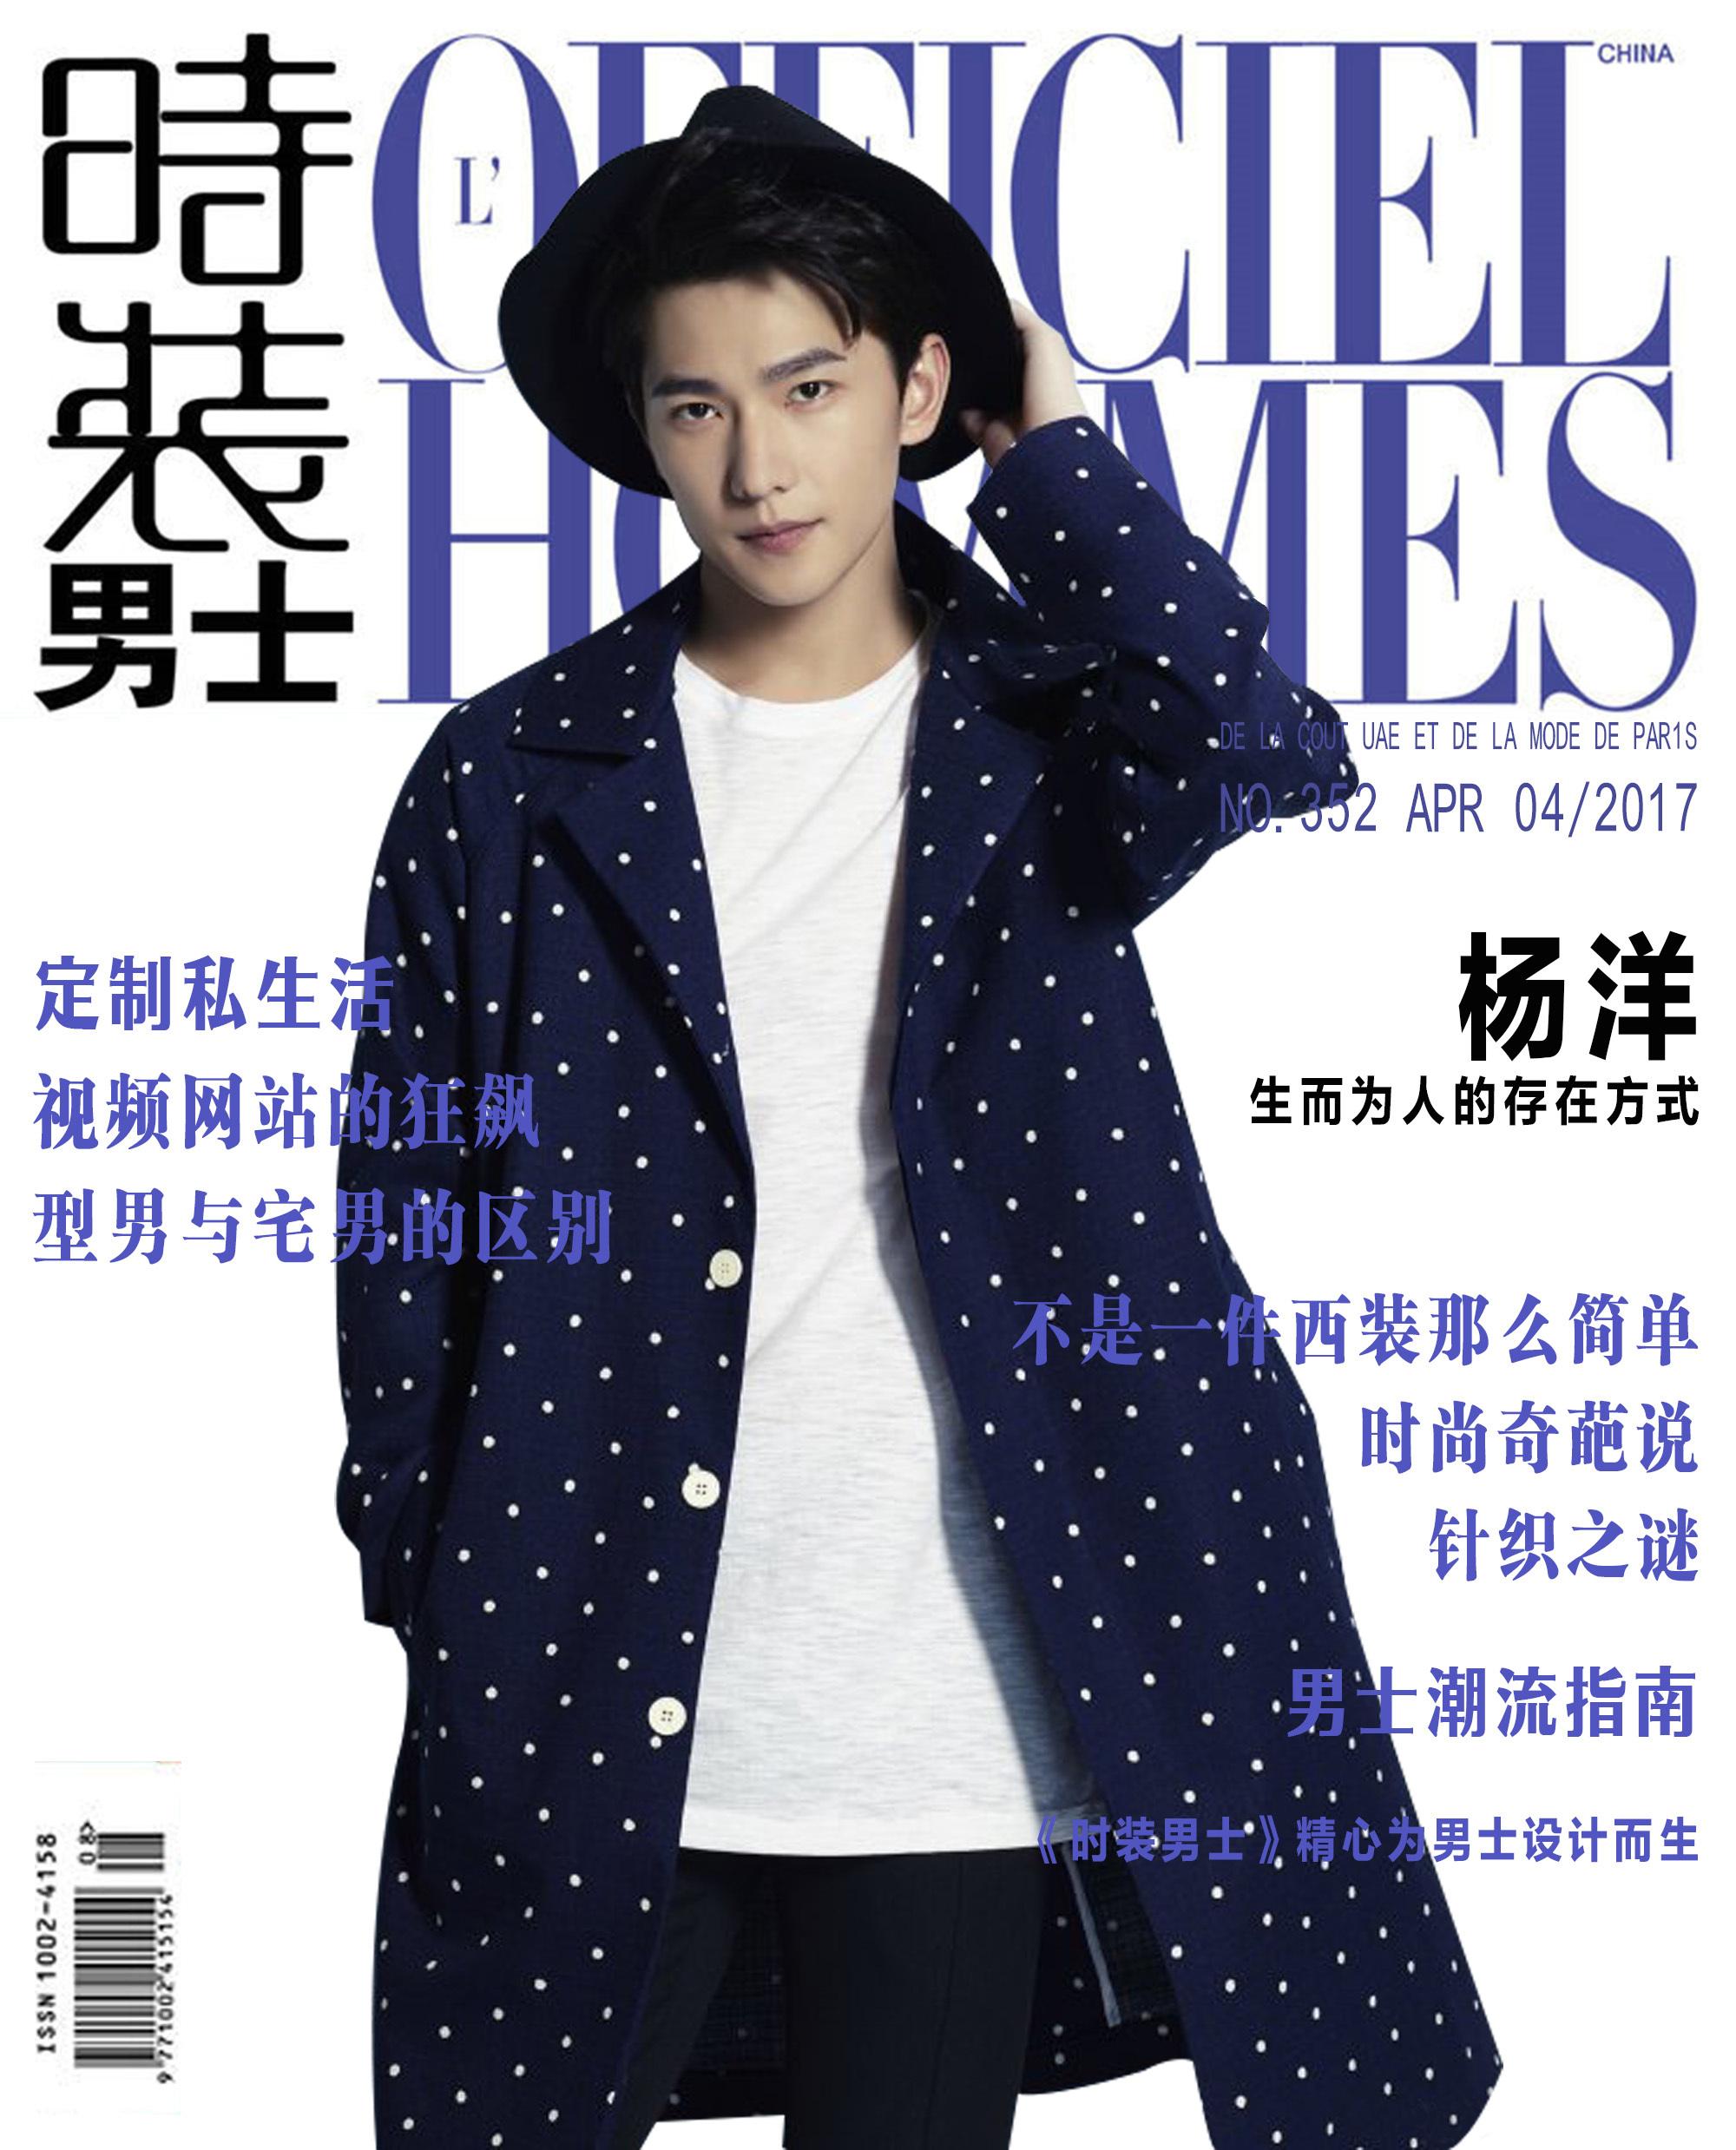 時装男士
L'OFFICIEL
HOMMES
CHINA
DE LA COUT UAE ET DE LA MODE DE PAR1S
NO.352 APR 04/2017
杨洋
生而为人的存在方式
定制私生活
视频网站的狂飙
型男与宅男的区别
不是一件西装那么简单
时尚奇葩说
针织之谜
男士潮流指南
《时装男士》精心为男士设计而生
ISSN 1002-4158
08>
9 771002 415154